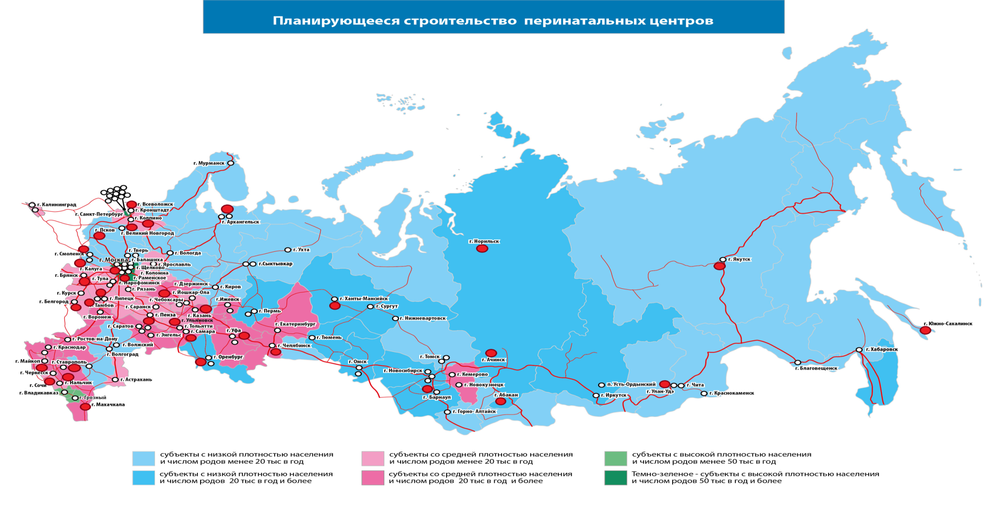 Планирующееся строительство перинатальных центров
г. Мурманск
г. Калининград
г. Всеволожск
г. Кронштадт
г. Санкт-Петербург
г. Колпино
г. Архангельск
г. Псков
г. Великий Новгород
г. Норильск
г. Тверь
г. Смоленск
г. Вологда
г. Ухта
г. Москва
г. Балашиха
г. Ярославль
г.Сыктывкар
г. Якутск
г. Калуга
г. Щелково
г. Коломна
г. Брянск
г. Тула
г. Раменское
г. Нарофоминск
г. Дзержинск
г. Рязань
г. Киров
г. Курск
г. Йошкар-Ола
г. Белгород
г. Липецк
г. Чебоксары
г.Ижевск
г. Ханты-Мансийск
г. Тамбов
г. Саранск
г. Сургут
г. Пермь
г. Воронеж
г. Пенза
г. Казань
г. Нижневартовск
г. Ульяновск
г. Екатеринбург
г. Южно-Сахалинск
г. Саратов
г. Тольятти
г. Самара
г. Уфа
г. Энгельс
г. Ростов-на-Дону
г. Тюмень
г. Волжский
г. Краснодар
г. Челябинск
г. Хабаровск
г. Волгоград
г. Оренбург
г. Томск
г. Ачинск
г. Майкоп
г. Ставрополь
г. Омск
г. Благовещенск
г. Черкесск
г. Новосибирск
г. Кемерово
г. Астрахань
г. Сочи
г. Нальчик
г. Новокузнецк
п. Усть-Ордынский
г. Чита
г. Владикавказ
г. Улан-Удэ
г. Краснокаменск
г. Грозный
г. Барнаул
г. Абакан
г. Иркутск
г. Махачкала
г. Горно- Алтайск
субъекты с низкой плотностью населения
и числом родов менее 20 тыс в год
субъекты с низкой плотностью населения
и числом родов 20 тыс в год и более
субъекты со средней плотностью населения
и числом родов менее 20 тыс в год
субъекты со средней плотностью населения
и числом родов 20 тыс в год и более
субъекты с высокой плотностью населения
и числом родов менее 50 тыс в год
Темно-зеленое - субъекты с высокой плотностью населения
и числом родов 50 тыс в год и более